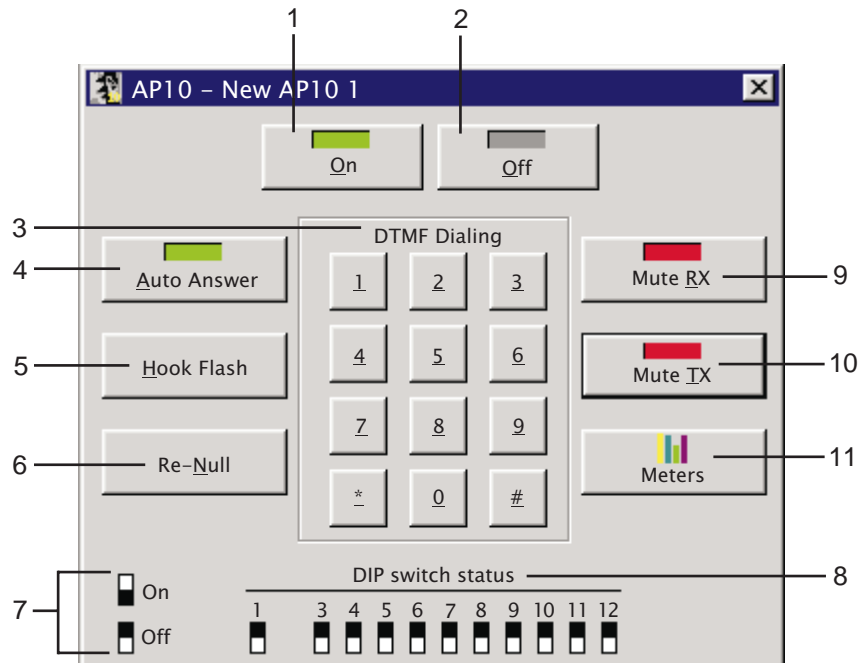 1 2
AP10 – New AP10 1
On Off
3 DTMF Dialing
4 Auto Answer
1 2 3
Mute RX 9
5 Hook Flash
4 5 6
Mute TX 10
6 Re-Null
7 8 9
Meters 11
* 0 #
DIP switch status 8
7 On
Off
1 3 4 5 6 7 8 9 10 11 12